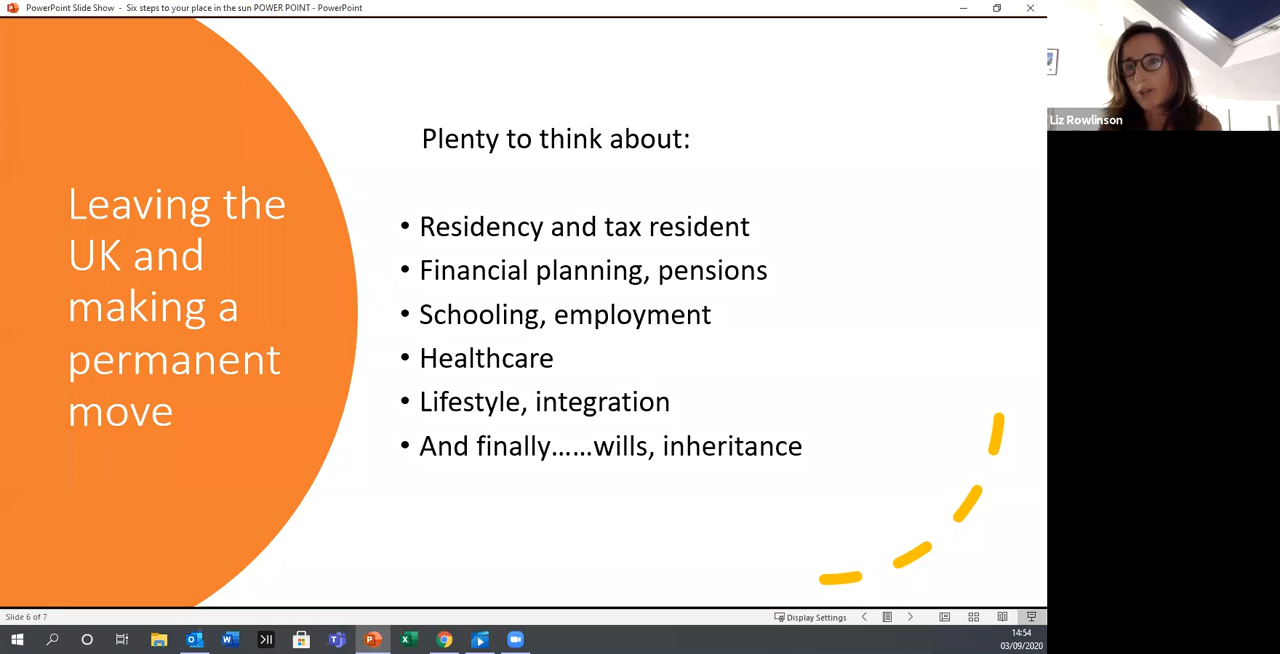 PowerPoint Slide Show - Six steps to your place in the sun POWER POINT - PowerPoint
Liz Rowlinson
Leaving the
UK and
making a
permanent
move
Plenty to think about:
• Residency and tax resident
• Financial planning, pensions
• Schooling, employment
• Healthcare
• Lifestyle, integration
• And finally......wills, inheritance
Slide 6 of 7
Display Settings
14:54
03/09/2020